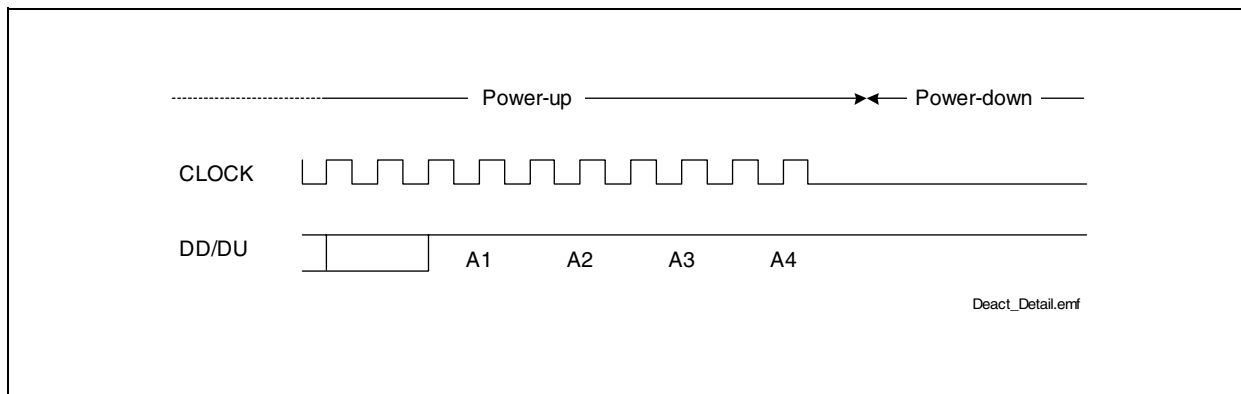 Power-up Power-down
CLOCK
DD/DU A1 A2 A3 A4
Deact_Detail.emf